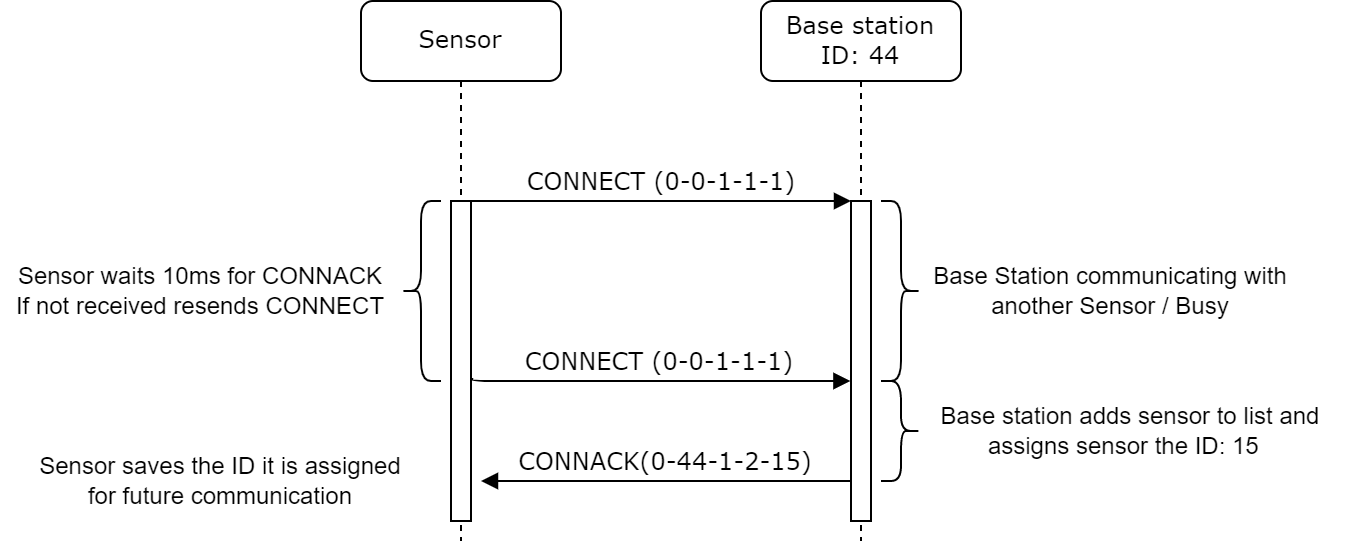 Sensor
Base station
ID: 44
CONNECT (0-0-1-1-1)
Sensor waits 10ms for CONNACK
If not received resends CONNECT
Base Station communicating with
another Sensor / Busy
CONNECT (0-0-1-1-1)
Base station adds sensor to list and
assigns sensor the ID: 15
CONNACK(0-44-1-2-15)
Sensor saves the ID it is assigned
for future communication